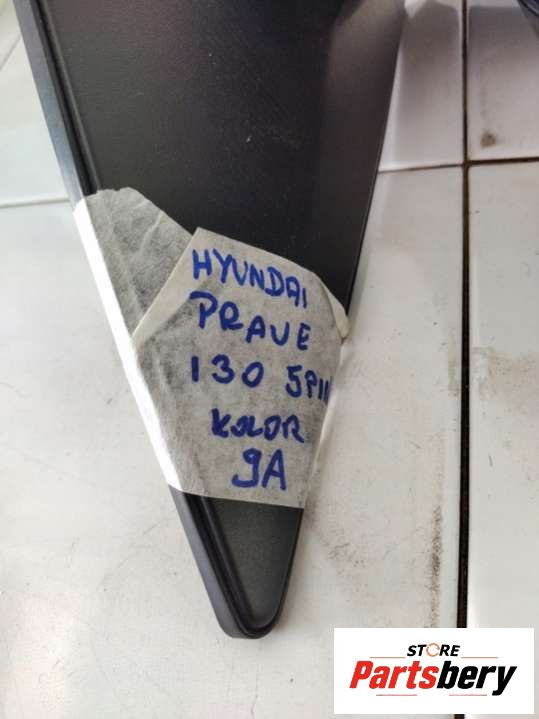 HYUNDAI
PRAVE
130 5PIN
KOLOR
9A
STORE
Partsbery